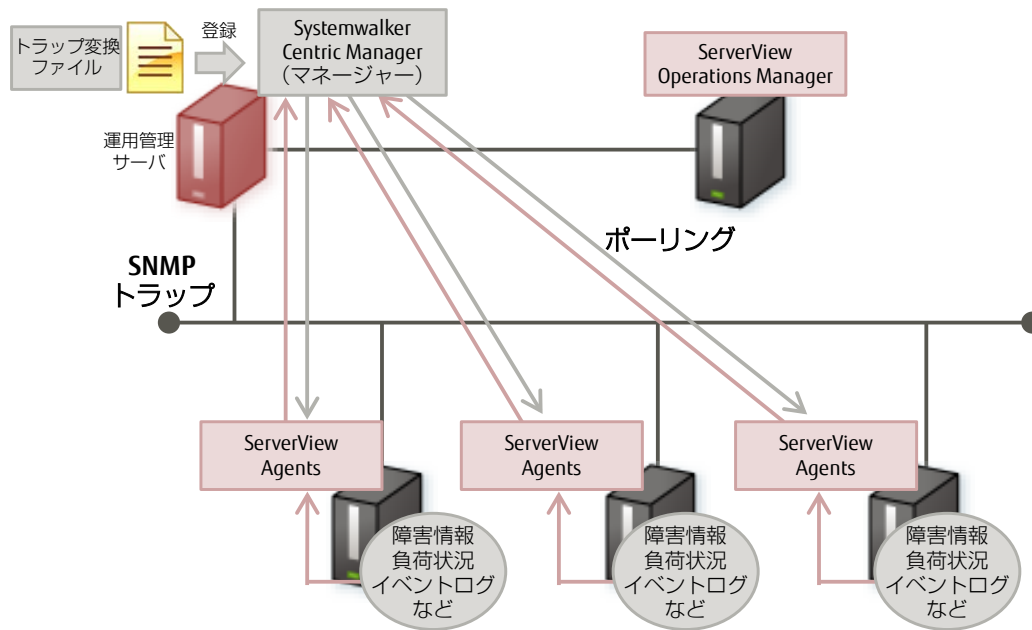 トラップ変換
ファイル
登録
Systemwalker
Centric Manager
（マネージャー）
ServerView
Operations Manager
運用管理
サーバ
ポーリング
SNMP
トラップ
ServerView
Agents
ServerView
Agents
ServerView
Agents
障害情報
負荷状況
イベントログ
など
障害情報
負荷状況
イベントログ
など
障害情報
負荷状況
イベントログ
など